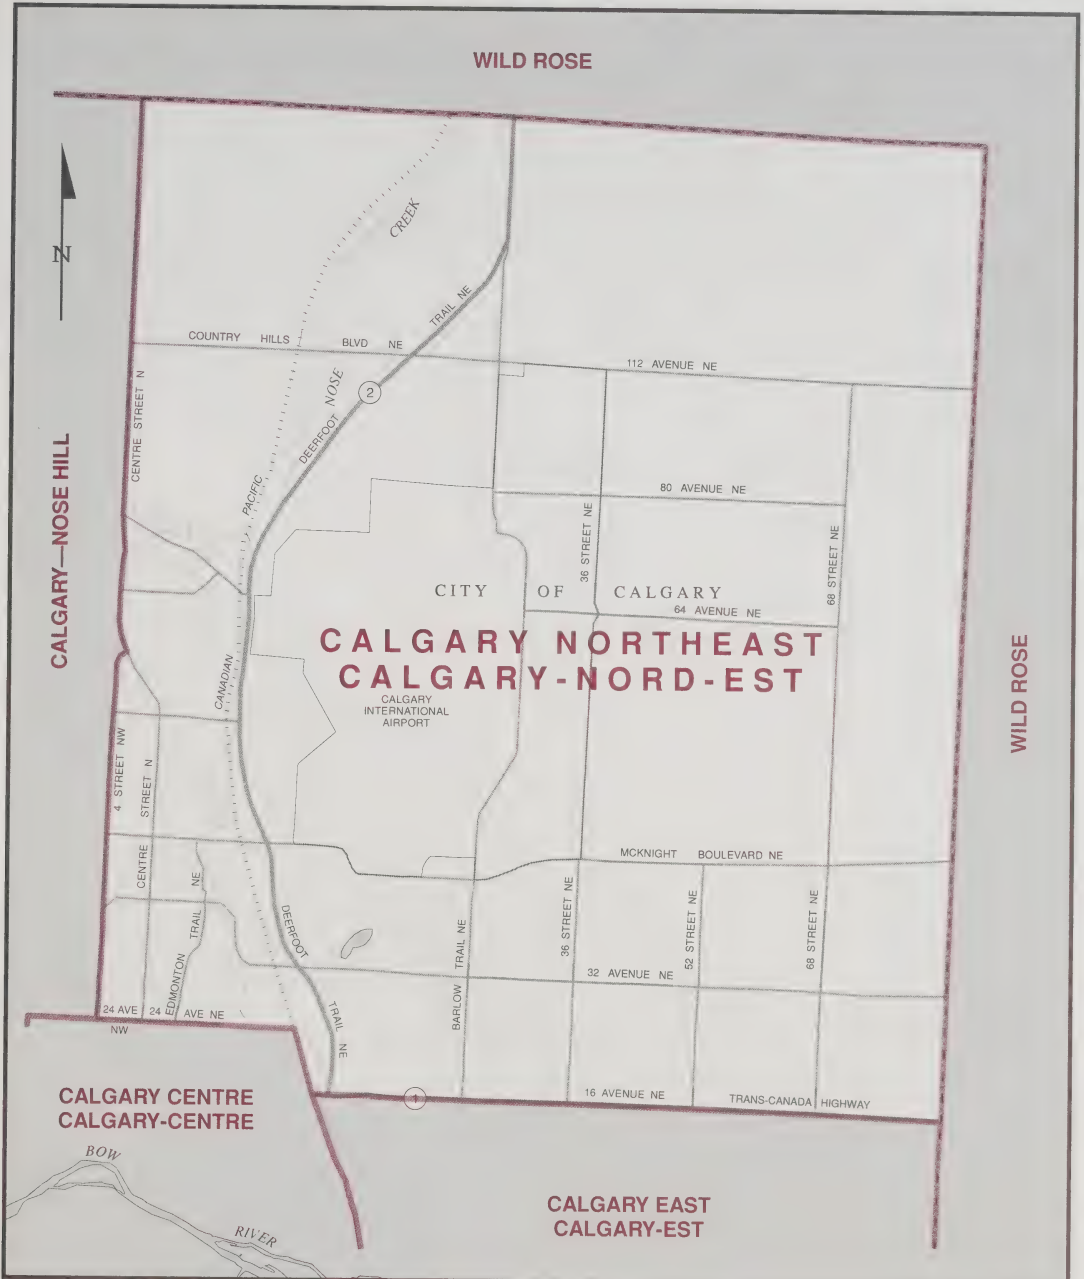 WILD ROSE
N
CREEK
TRAIL NE
COUNTRY HILLS BLVD NE
112 AVENUE NE
NOSE
2
DEERFOOT
CENTRE STREET N
CALGARY—NOSE HILL
PACIFIC
80 AVENUE NE
36 STREET NE
68 STREET NE
CITY OF CALGARY
64 AVENUE NE
CALGARY NORTHEAST
CALGARY-NORD-EST
CALGARY
INTERNATIONAL
AIRPORT
CANADIAN
WILD ROSE
4 STREET NW
STREET N
CENTRE
MCKNIGHT BOULEVARD NE
TRAIL NE
EDMONTON
DEERFOOT
TRAIL NE
BARLOW
36 STREET NE
52 STREET NE
68 STREET NE
32 AVENUE NE
24 AVE
NW
24 AVE NE
TRAIL NE
1
16 AVENUE NE
TRANS-CANADA HIGHWAY
CALGARY CENTRE
CALGARY-CENTRE
BOW
RIVER
CALGARY EAST
CALGARY-EST